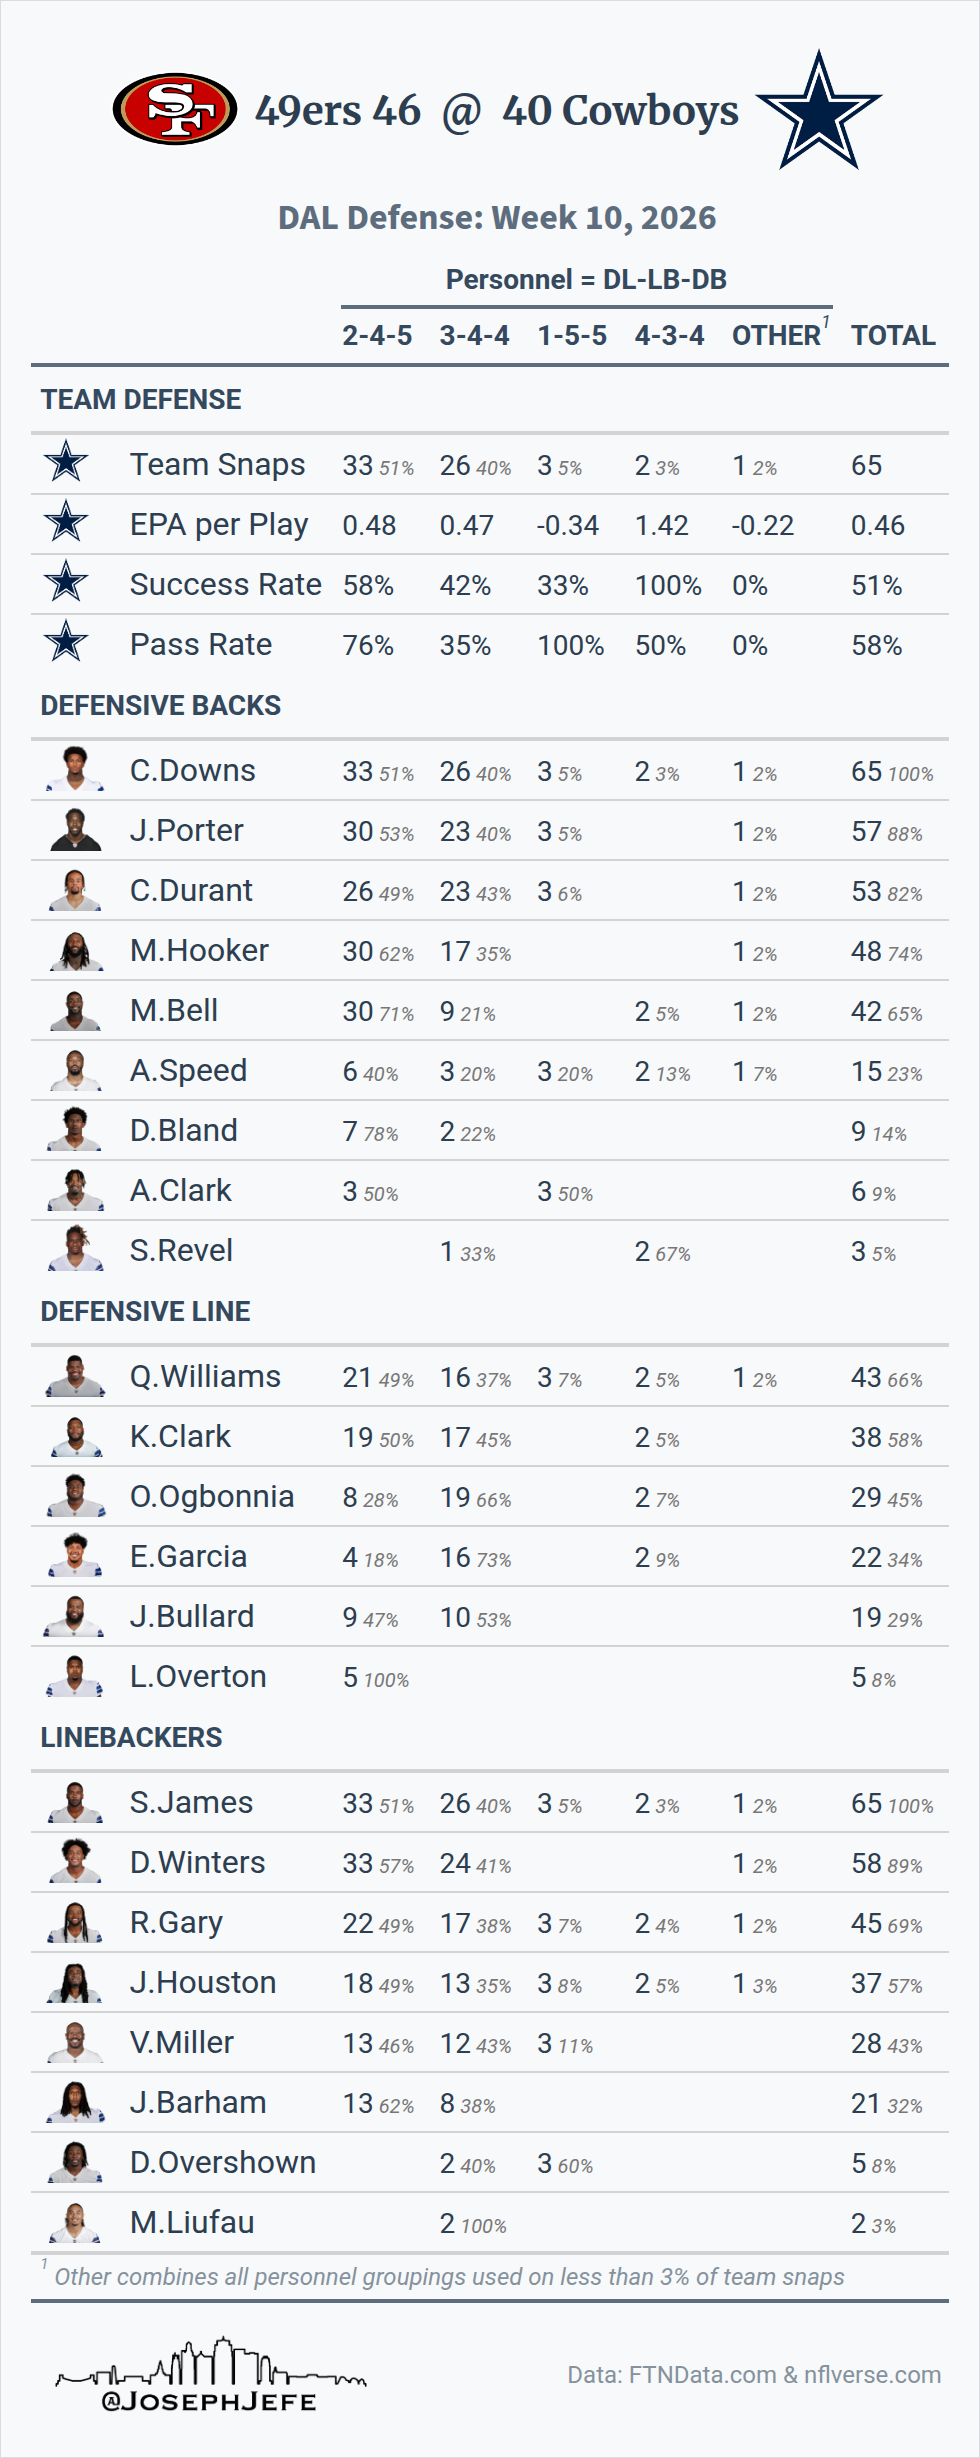 SF 49ers 46 @ 40 Cowboys
DAL Defense: Week 10, 2026
Personnel = DL-LB-DB
2-4-5 3-4-4 1-5-5 4-3-4 OTHER1 TOTAL
TEAM DEFENSE
Team Snaps 33 51% 26 40% 3 5% 2 3% 1 2% 65
EPA per Play 0.48 0.47 -0.34 1.42 -0.22 0.46
Success Rate 58% 42% 33% 100% 0% 51%
Pass Rate 76% 35% 100% 50% 0% 58%
DEFENSIVE BACKS
C.Downs 33 51% 26 40% 3 5% 2 3% 1 2% 65 100%
J.Porter 30 53% 23 40% 3 5% 1 2% 57 88%
C.Durant 26 49% 23 43% 3 6% 1 2% 53 82%
M.Hooker 30 62% 17 35% 1 2% 48 74%
M.Bell 30 71% 9 21% 2 5% 1 2% 42 65%
A.Speed 6 40% 3 20% 3 20% 2 13% 1 7% 15 23%
D.Bland 7 78% 2 22% 9 14%
A.Clark 3 50% 3 50% 6 9%
S.Revel 1 33% 2 67% 3 5%
DEFENSIVE LINE
Q.Williams 21 49% 16 37% 3 7% 2 5% 1 2% 43 66%
K.Clark 19 50% 17 45% 2 5% 38 58%
O.Ogbonnia 8 28% 19 66% 2 7% 29 45%
E.Garcia 4 18% 16 73% 2 9% 22 34%
J.Bullard 9 47% 10 53% 19 29%
L.Overton 5 100% 5 8%
LINEBACKERS
S.James 33 51% 26 40% 3 5% 2 3% 1 2% 65 100%
D.Winters 33 57% 24 41% 1 2% 58 89%
R.Gary 22 49% 17 38% 3 7% 2 4% 1 2% 45 69%
J.Houston 18 49% 13 35% 3 8% 2 5% 1 3% 37 57%
V.Miller 13 46% 12 43% 3 11% 28 43%
J.Barham 13 62% 8 38% 21 32%
D.Overshown 2 40% 3 60% 5 8%
M.Liufau 2 100% 2 3%
1 Other combines all personnel groupings used on less than 3% of team snaps
@JOSEPHJEFE
Data: FTNData.com & nflverse.com